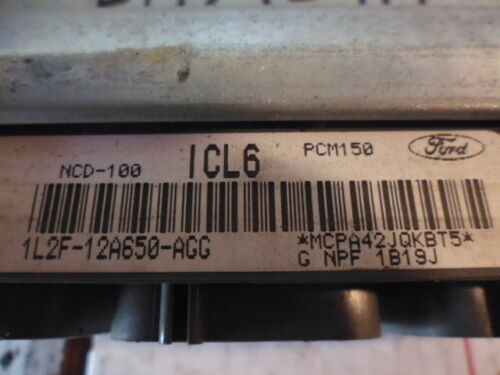 NCD-100 ICL6 PCM150 Ford
1L2F-12A650-AGG *MCPA42JQKBT5*
G NPF 1B19J